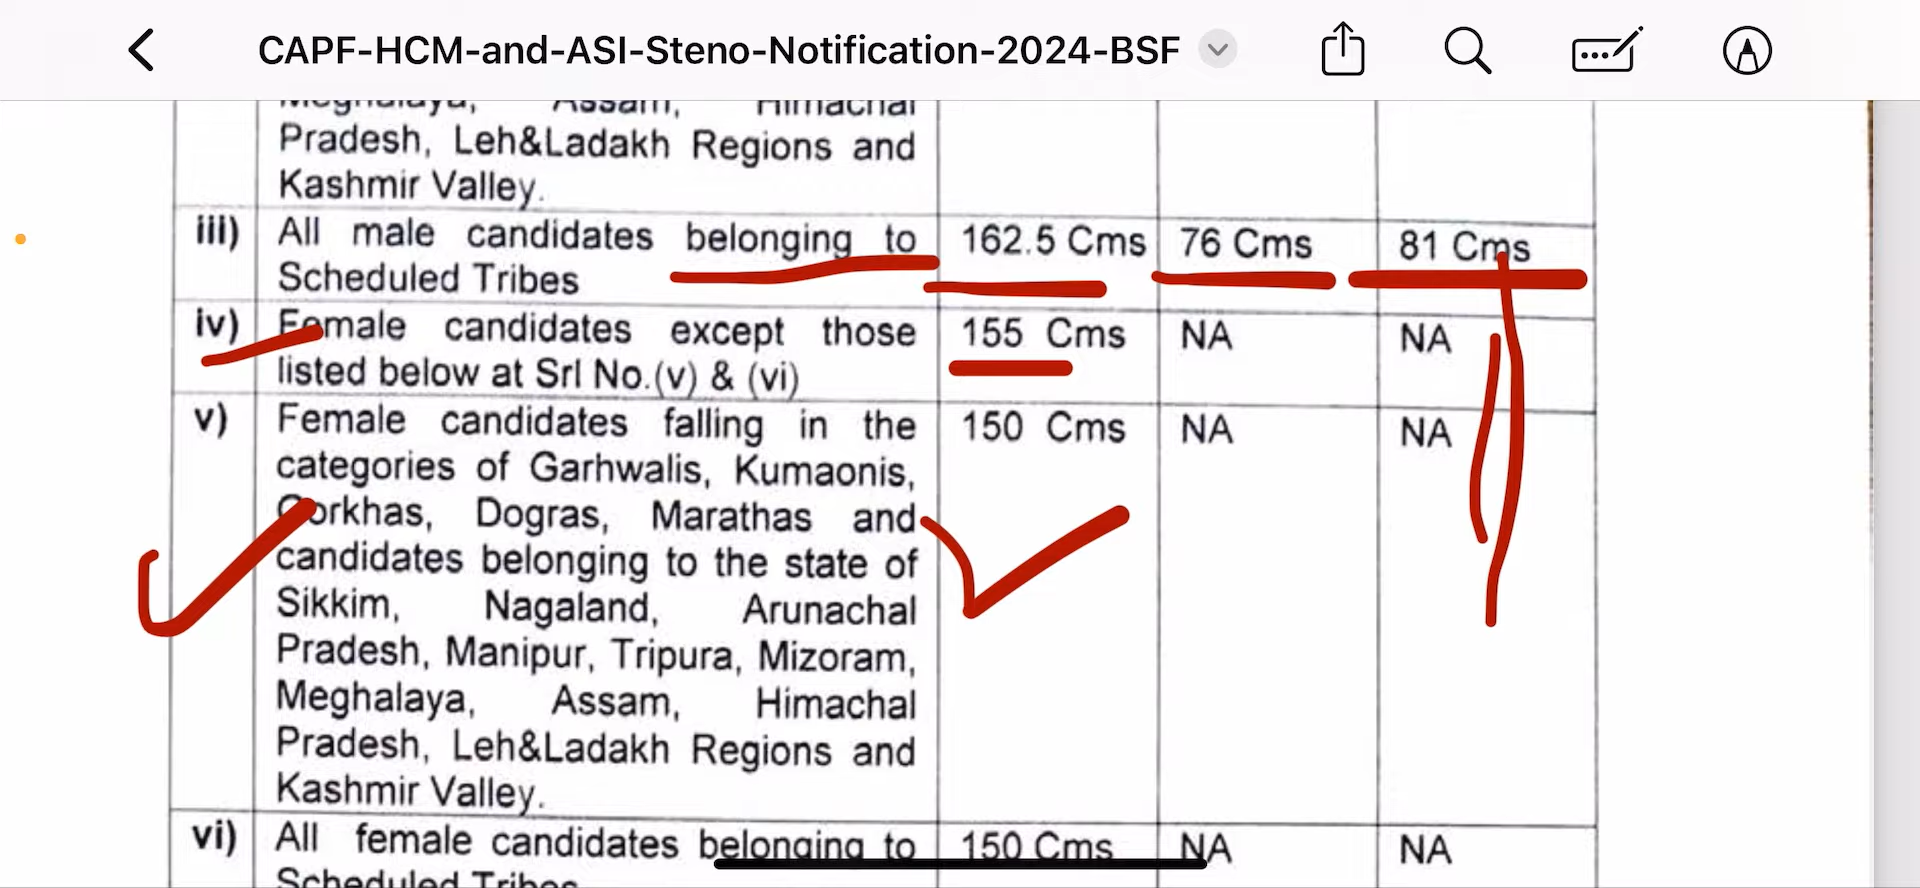 CAPF-HCM-and-ASI-Steno-Notification-2024-BSF
Meghalaya, Assam, Himachal
Pradesh, Leh&Ladakh Regions and
Kashmir Valley.
iii) All male candidates belonging to 162.5 Cms 76 Cms 81 Cms
Scheduled Tribes
iv) Female candidates except those 155 Cms NA NA
listed below at Srl No.(v) & (vi)
v) Female candidates falling in the 150 Cms NA NA
categories of Garhwalis, Kumaonis,
Gorkhas, Dogras, Marathas and
candidates belonging to the state of
Sikkim, Nagaland, Arunachal
Pradesh, Manipur, Tripura, Mizoram,
Meghalaya, Assam, Himachal
Pradesh, Leh&Ladakh Regions and
Kashmir Valley.
vi) All female candidates belonging to 150 Cms NA NA
Scheduled Tribes